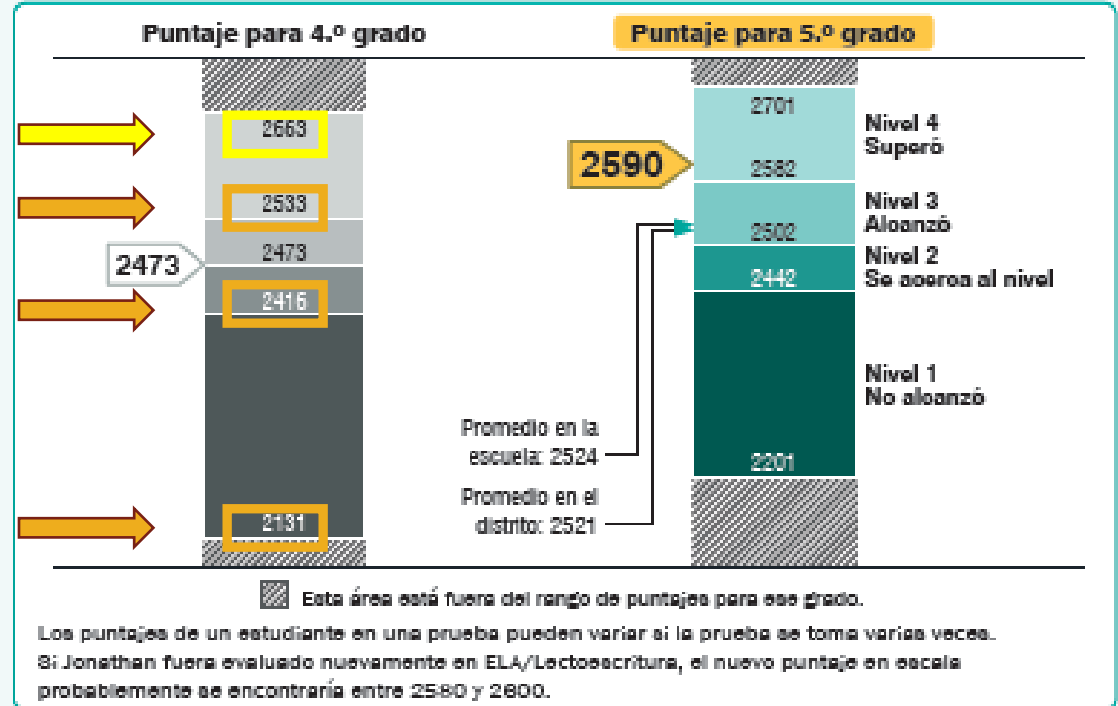 Puntaje para 4.º grado
Puntaje para 5.º grado
2663
2533
2473
2473
2416
2131
2701
2590
2582
2502
2442
2201
Nivel 4
Superó
Nivel 3
Alcanzó
Nivel 2
Se acerca al nivel
Nivel 1
No alcanzó
Promedio en la
escuela: 2524
Promedio en el
distrito: 2521
Esta área está fuera del rango de puntajes para ese grado.
Los puntajes de un estudiante en una prueba pueden variar si la prueba se toma varias veces.
Si Jonathan fuera evaluado nuevamente en ELA/Lectoescritura, el nuevo puntaje en escala
probablemente se encontraría entre 2580 y 2600.